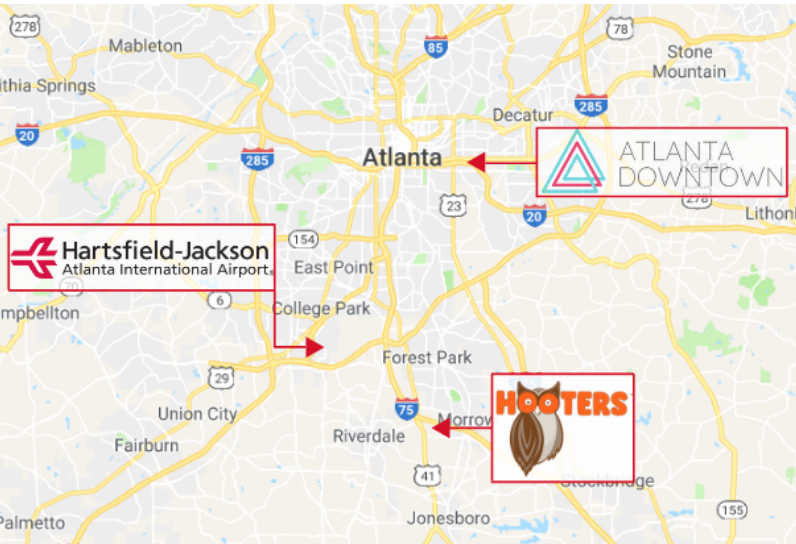 278
Mableton
85
78
Stone
Mountain
ithia Springs
Decatur
285
20
285
Atlanta
ATLANTA
DOWNTOWN
278
23
20
Lithoni
Hartsfield-Jackson
Atlanta International Airport
154
East Point
70
6
College Park
mpbellton
Forest Park
29
HOOTERS
75
Morrow
Union City
Riverdale
Fairburn
41
Stockbridge
155
Jonesboro
Palmetto